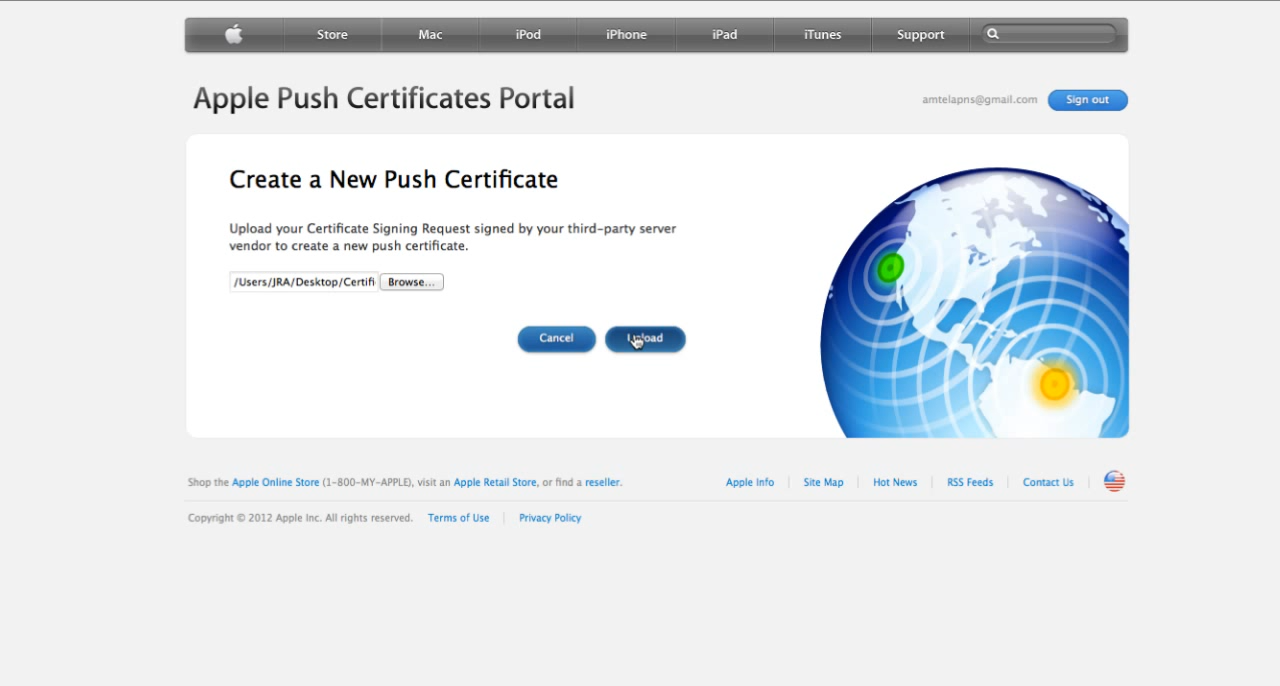 Store Mac iPod iPhone iPad iTunes Support
Apple Push Certificates Portal
amtelapns@gmail.com Sign out
Create a New Push Certificate
Upload your Certificate Signing Request signed by your third-party server
vendor to create a new push certificate.
/Users/JRA/Desktop/Certifi Browse...
Cancel Upload
Shop the Apple Online Store (1-800-MY-APPLE), visit an Apple Retail Store, or find a reseller. Apple Info Site Map Hot News RSS Feeds Contact Us
Copyright © 2012 Apple Inc. All rights reserved. Terms of Use Privacy Policy